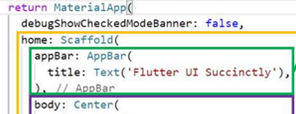 return MaterialApp(
debugShowCheckedModeBanner: false,
home: Scaffold(
appBar: AppBar(
title: Text('Flutter UI Succinctly'),
), // AppBar
body: Center(